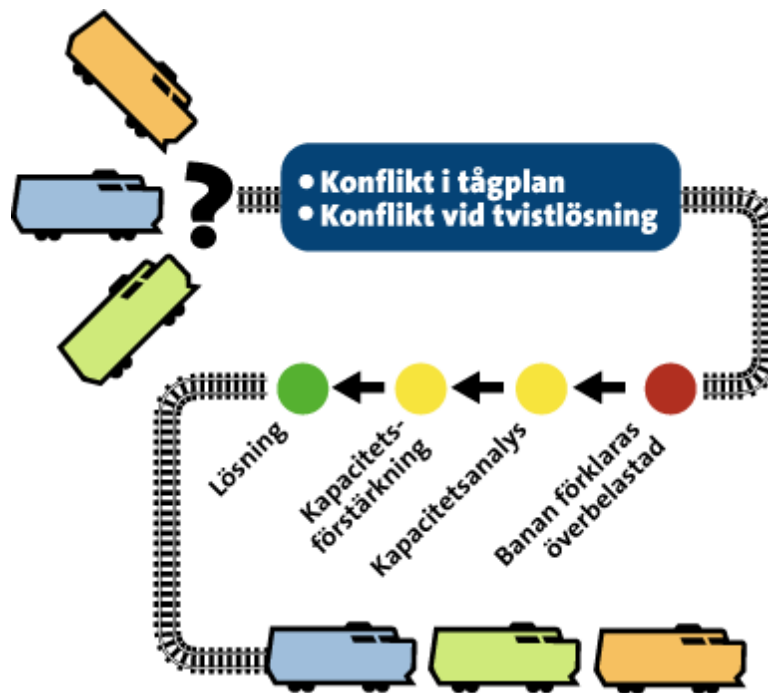 ?
• Konflikt i tågplan
• Konflikt vid tvistlösning
Lösning
Kapacitets-
förstärkning
Kapacitetsanalys
Banan förklaras
överbelastad